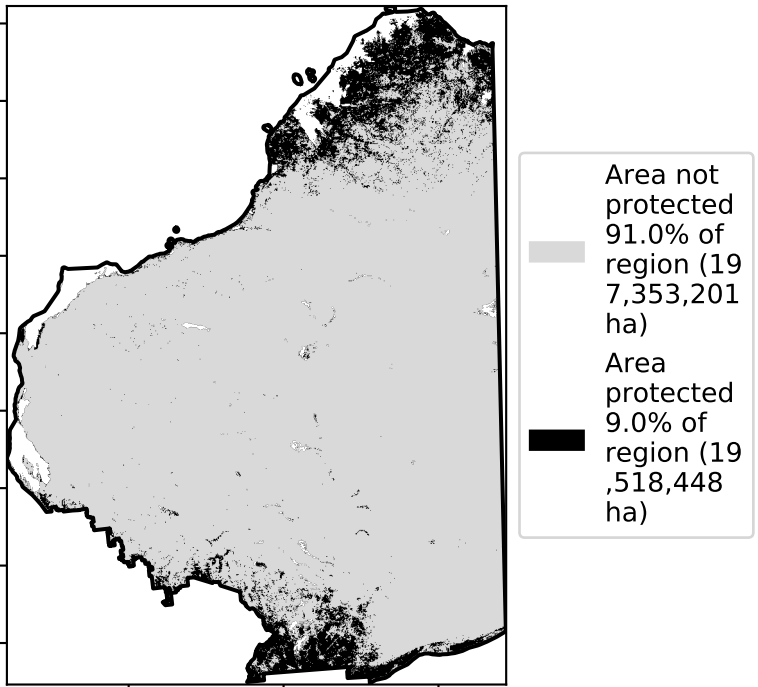 Area not
protected
91.0% of
region (19
7,353,201
ha)
Area
protected
9.0% of
region (19
,518,448
ha)